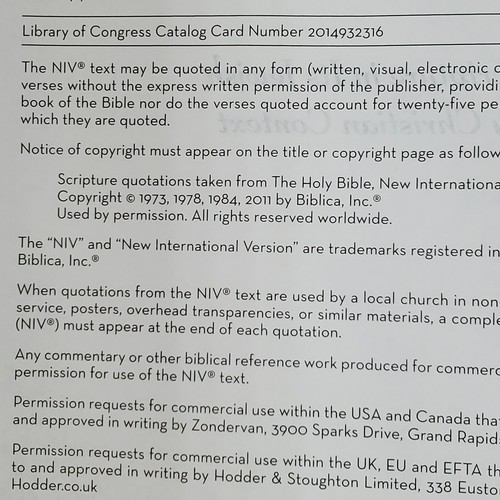 Library of Congress Catalog Card Number 2014932316
The NIV® text may be quoted in any form (written, visual, electronic
verses without the express written permission of the publisher, providi
book of the Bible nor do the verses quoted account for twenty-five pe
which they are quoted.
Notice of copyright must appear on the title or copyright page as follow
Scripture quotations taken from The Holy Bible, New Internationa
Copyright © 1973, 1978, 1984, 2011 by Biblica, Inc.®
Used by permission. All rights reserved worldwide.
The “NIV” and “New International Version” are trademarks registered in
Biblica, Inc.®
When quotations from the NIV® text are used by a local church in non
service, posters, overhead transparencies, or similar materials, a comple
(NIV®) must appear at the end of each quotation.
Any commentary or other biblical reference work produced for commerc
permission for use of the NIV® text.
Permission requests for commercial use within the USA and Canada tha
and approved in writing by Zondervan, 3900 Sparks Drive, Grand Rapid
Permission requests for commercial use within the UK, EU and EFTA th
to and approved in writing by Hodder & Stoughton Limited, 338 Eusto
Hodder.co.uk